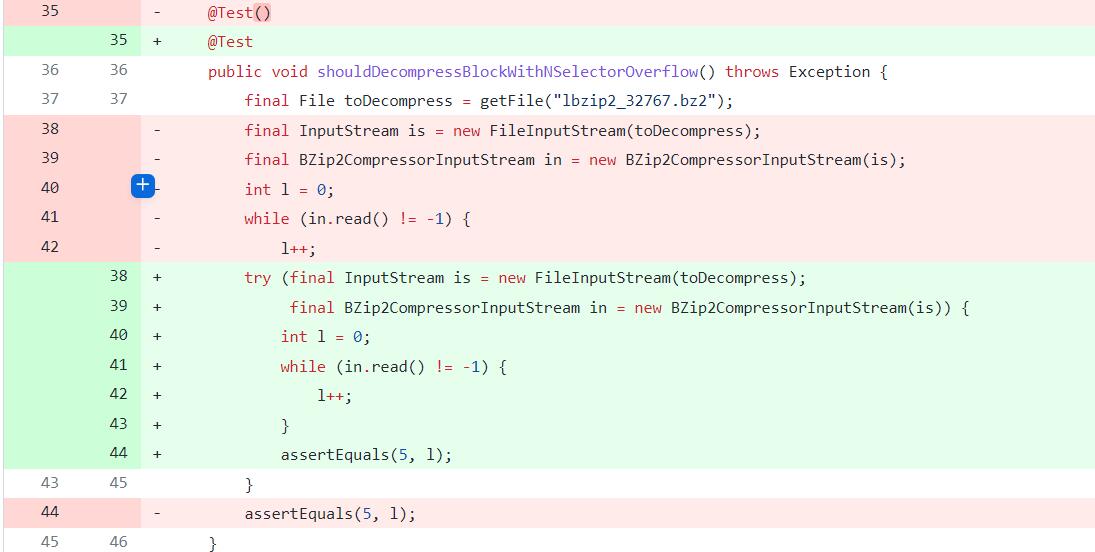 35 - @Test()
35 + @Test
36 36 public void shouldDecompressBlockWithNSelectorOverflow() throws Exception {
37 37 final File toDecompress = getFile("lbzip2_32767.bz2");
38 - final InputStream is = new FileInputStream(toDecompress);
39 - final BZip2CompressorInputStream in = new BZip2CompressorInputStream(is);
40 + - int l = 0;
41 - while (in.read() != -1) {
42 - l++;
38 + try (final InputStream is = new FileInputStream(toDecompress);
39 + final BZip2CompressorInputStream in = new BZip2CompressorInputStream(is)) {
40 + int l = 0;
41 + while (in.read() != -1) {
42 + l++;
43 + }
44 + assertEquals(5, l);
43 45 }
44 - assertEquals(5, l);
45 46 }